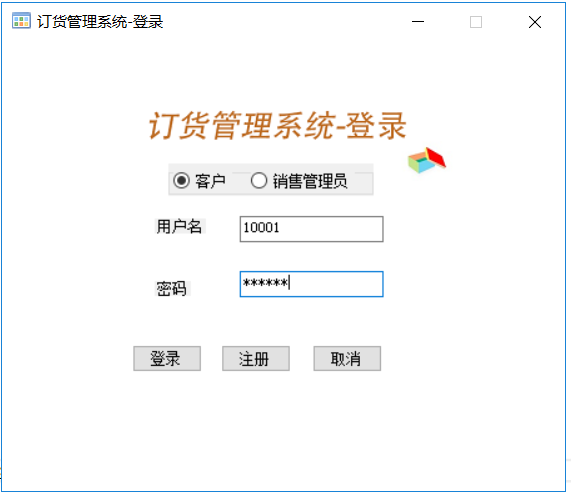 订货管理系统-登录
订货管理系统-登录
客户 销售管理员
用户名 10001
密码 ******
登录 注册 取消